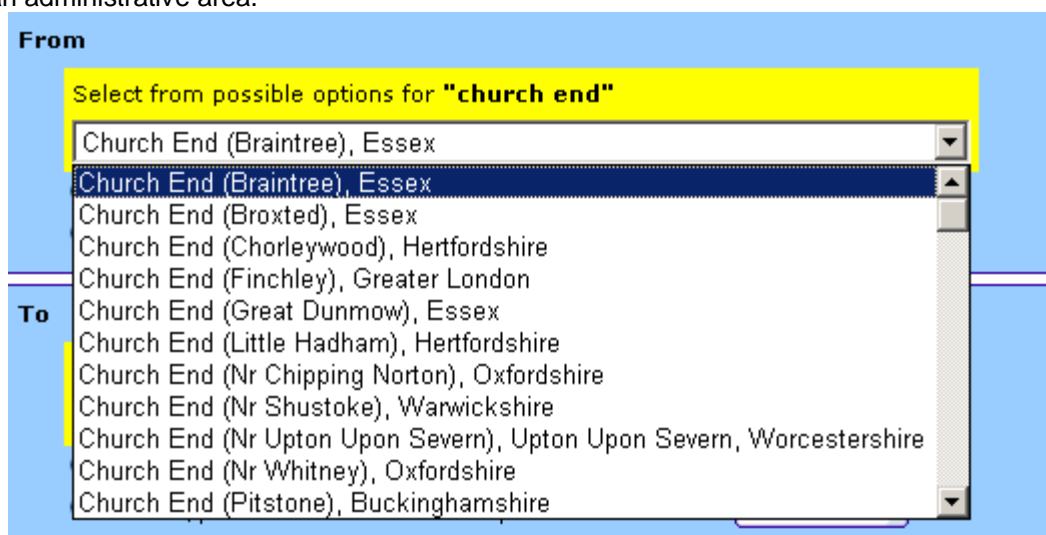 an administrative area.
From
Select from possible options for "church end"
Church End (Braintree), Essex
Church End (Braintree), Essex
Church End (Broxted), Essex
Church End (Chorleywood), Hertfordshire
Church End (Finchley), Greater London
To
Church End (Great Dunmow), Essex
Church End (Little Hadham), Hertfordshire
Church End (Nr Chipping Norton), Oxfordshire
Church End (Nr Shustoke), Warwickshire
Church End (Nr Upton Upon Severn), Upton Upon Severn, Worcestershire
Church End (Nr Whitney), Oxfordshire
Church End (Pitstone), Buckinghamshire